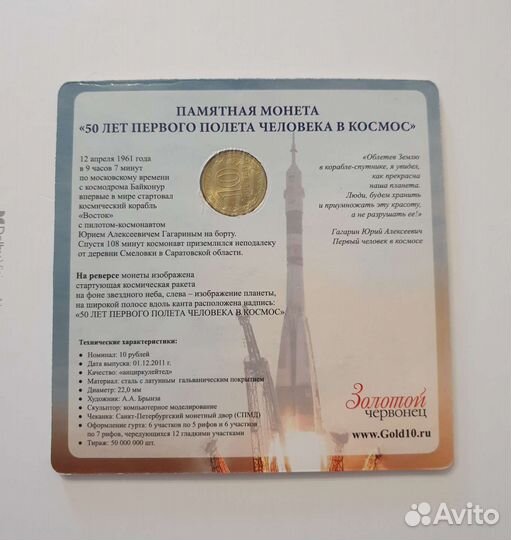 ПАМЯТНАЯ МОНЕТА
«50 ЛЕТ ПЕРВОГО ПОЛЕТА ЧЕЛОВЕКА В КОСМОС»
12 апреля 1961 года
в 9 часов 7 минут
по московскому времени
с космодрома Байконур
впервые в мире стартовал
космический корабль
«Восток»
с пилотом-космонавтом
Юрием Алексеевичем Гагариным на борту.
Спустя 108 минут космонавт приземлился неподалеку
от деревни Смеловки в Саратовской области.
10
«Облетев Землю
в корабле-спутнике, я увидел,
как прекрасна
наша планета.
Люди, будем хранить
и приумножать эту красоту,
а не разрушать ее!»
Гагарин Юрий Алексеевич
Первый человек в космосе
На реверсе монеты изображена
стартующая космическая ракета
на фоне звездного неба, слева – изображение планеты,
на широкой полосе вдоль канта расположена надпись:
«50 ЛЕТ ПЕРВОГО ПОЛЕТА ЧЕЛОВЕКА В КОСМОС»
Технические характеристики:
• Номинал: 10 рублей
• Дата выпуска: 01.12.2011 г.
• Качество: «анциркулейтед»
• Материал: сталь с латунным гальваническим покрытием
• Диаметр: 22,0 мм
• Художник: А.А. Брынза
• Скульптор: компьютерное моделирование
• Чеканка: Санкт-Петербургский монетный двор (СПМД)
• Оформление гурта: 6 участков по 5 рифов и 6 участков
по 7 рифов, чередующихся 12 гладкими участками
• Тираж: 50 000 000 шт.
Золотой
червонец
www.Gold10.ru
Avito